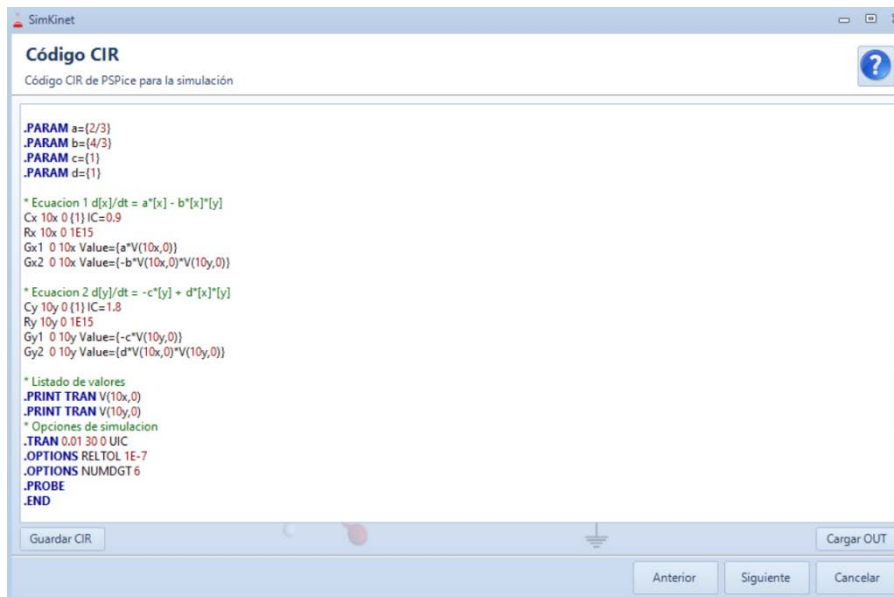 SimKinet
Código CIR
Código CIR de PSPice para la simulación
?
.PARAM a={2/3}
.PARAM b={4/3}
.PARAM c={1}
.PARAM d={1}
* Ecuacion 1 d[x]/dt = a*[x] - b*[x]*[y]
Cx 10x 0 {1} IC=0.9
Rx 10x 0 1E15
Gx1 0 10x Value={a*V(10x,0)}
Gx2 0 10x Value={-b*V(10x,0)*V(10y,0)}
* Ecuacion 2 d[y]/dt = -c*[y] + d*[x]*[y]
Cy 10y 0 {1} IC=1.8
Ry 10y 0 1E15
Gy1 0 10y Value={-c*V(10y,0)}
Gy2 0 10y Value={d*V(10x,0)*V(10y,0)}
* Listado de valores
.PRINT TRAN V(10x,0)
.PRINT TRAN V(10y,0)
* Opciones de simulacion
.TRAN 0.01 30 0 UIC
.OPTIONS RELTOL 1E-7
.OPTIONS NUMDGT 6
.PROBE
.END
Guardar CIR
Cargar OUT
Anterior
Siguiente
Cancelar